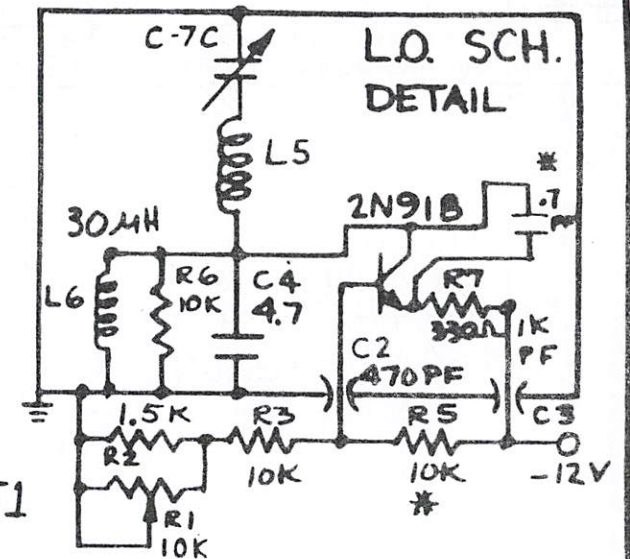 C-7C
L.O. SCH.
DETAIL
L5
*
2N918
.7
PF
30µH
L6
R6
10K
C4
4.7
R7
330Ω
1K
PF
C2
470PF
C3
1.5K
R2
R3
10K
R5
10K
*
-12V
R1
10K